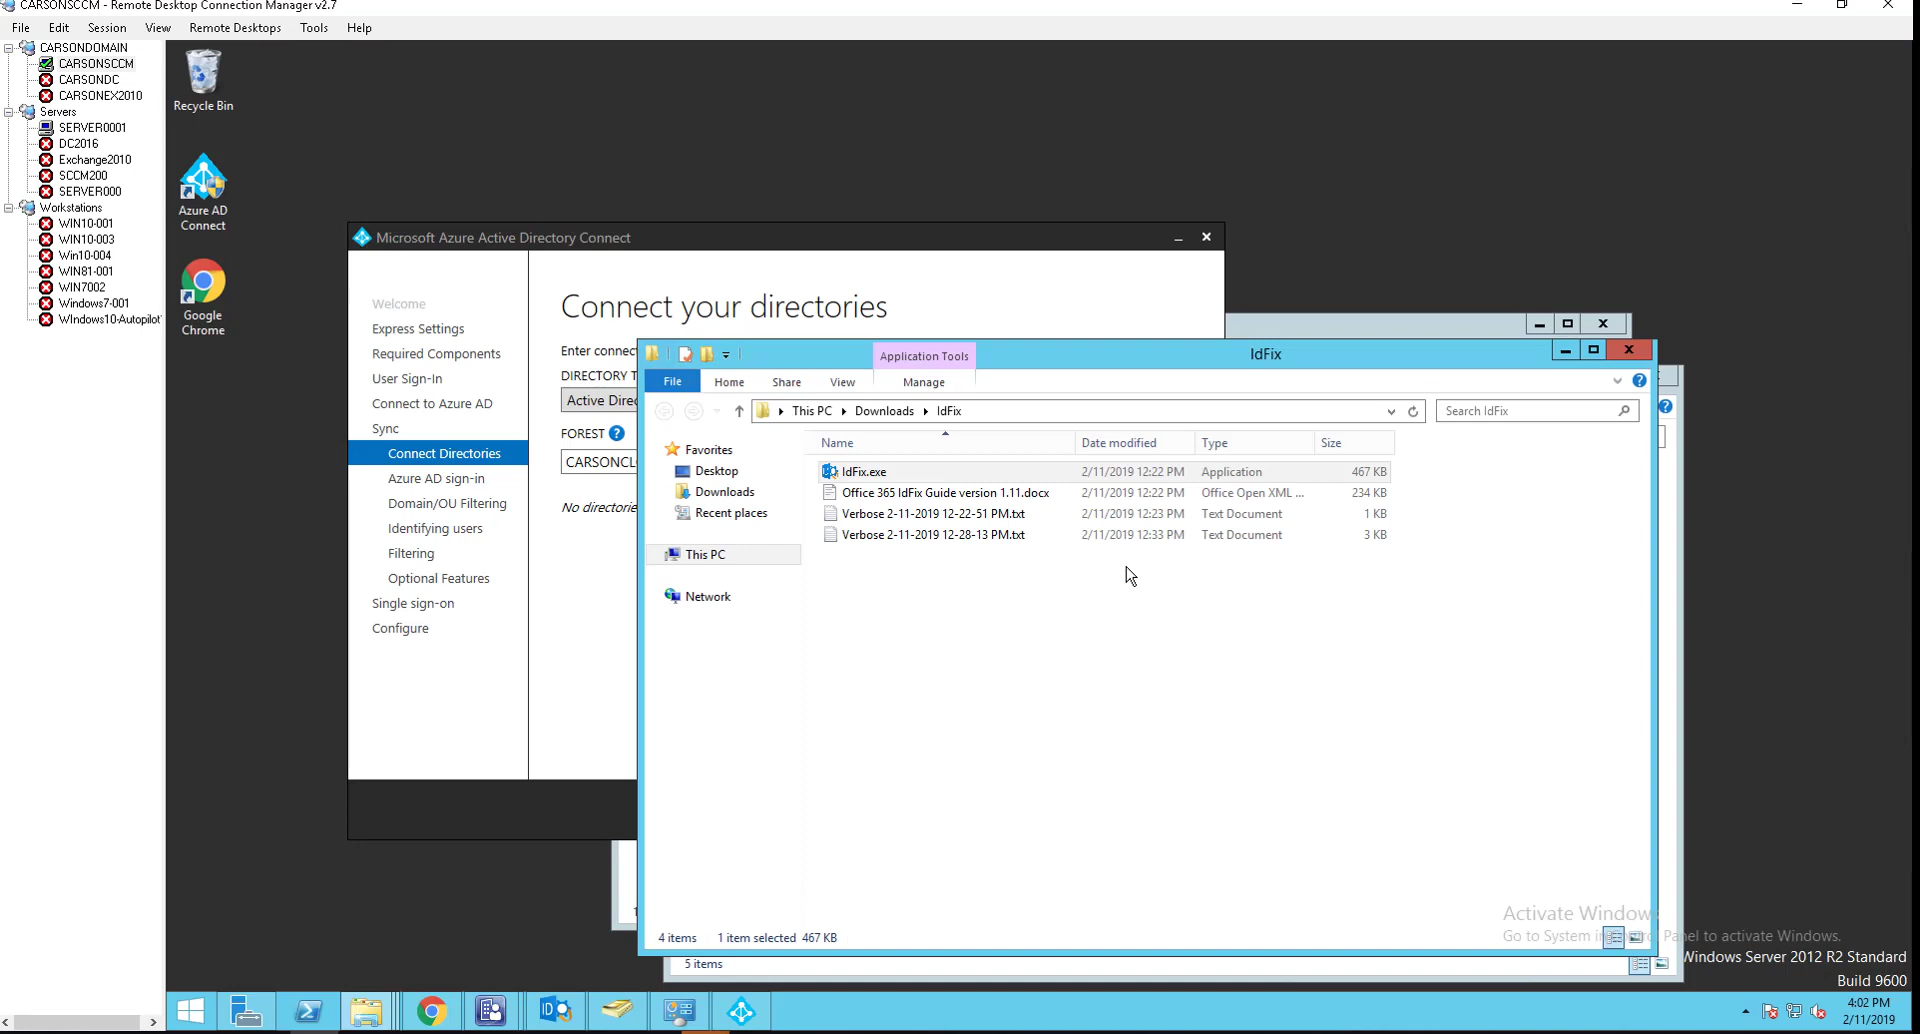 CARSONSCCM - Remote Desktop Connection Manager v2.7
File Edit Session View Remote Desktops Tools Help
CARSONDOMAIN
CARSONSCCM
CARSONDC
CARSONEX2010
Servers
SERVER0001
DC2016
Exchange2010
SCCM200
SERVER000
Workstations
WIN10-001
WIN10-003
Win10-004
WIN81-001
WIN7002
Windows7-001
WIndows10-Autopilot
Recycle Bin
Azure AD
Connect
Google
Chrome
Microsoft Azure Active Directory Connect
Welcome
Express Settings
Required Components
User Sign-In
Connect to Azure AD
Sync
Connect Directories
Azure AD sign-in
Domain/OU Filtering
Identifying users
Filtering
Optional Features
Single sign-on
Configure
Connect your directories
Enter connec
DIRECTORY T
Active Direc
FOREST
CARSONCL
No directorie
Application Tools
IdFix
File Home Share View Manage
This PC Downloads IdFix
Search IdFix
Favorites
Desktop
Downloads
Recent places
This PC
Network
Name Date modified Type Size
IdFix.exe 2/11/2019 12:22 PM Application 467 KB
Office 365 IdFix Guide version 1.11.docx 2/11/2019 12:22 PM Office Open XML ... 234 KB
Verbose 2-11-2019 12-22-51 PM.txt 2/11/2019 12:23 PM Text Document 1 KB
Verbose 2-11-2019 12-28-13 PM.txt 2/11/2019 12:33 PM Text Document 3 KB
4 items 1 item selected 467 KB
5 items
Activate Windows
Go to System in Control Panel to activate Windows.
Windows Server 2012 R2 Standard
Build 9600
4:02 PM
2/11/2019